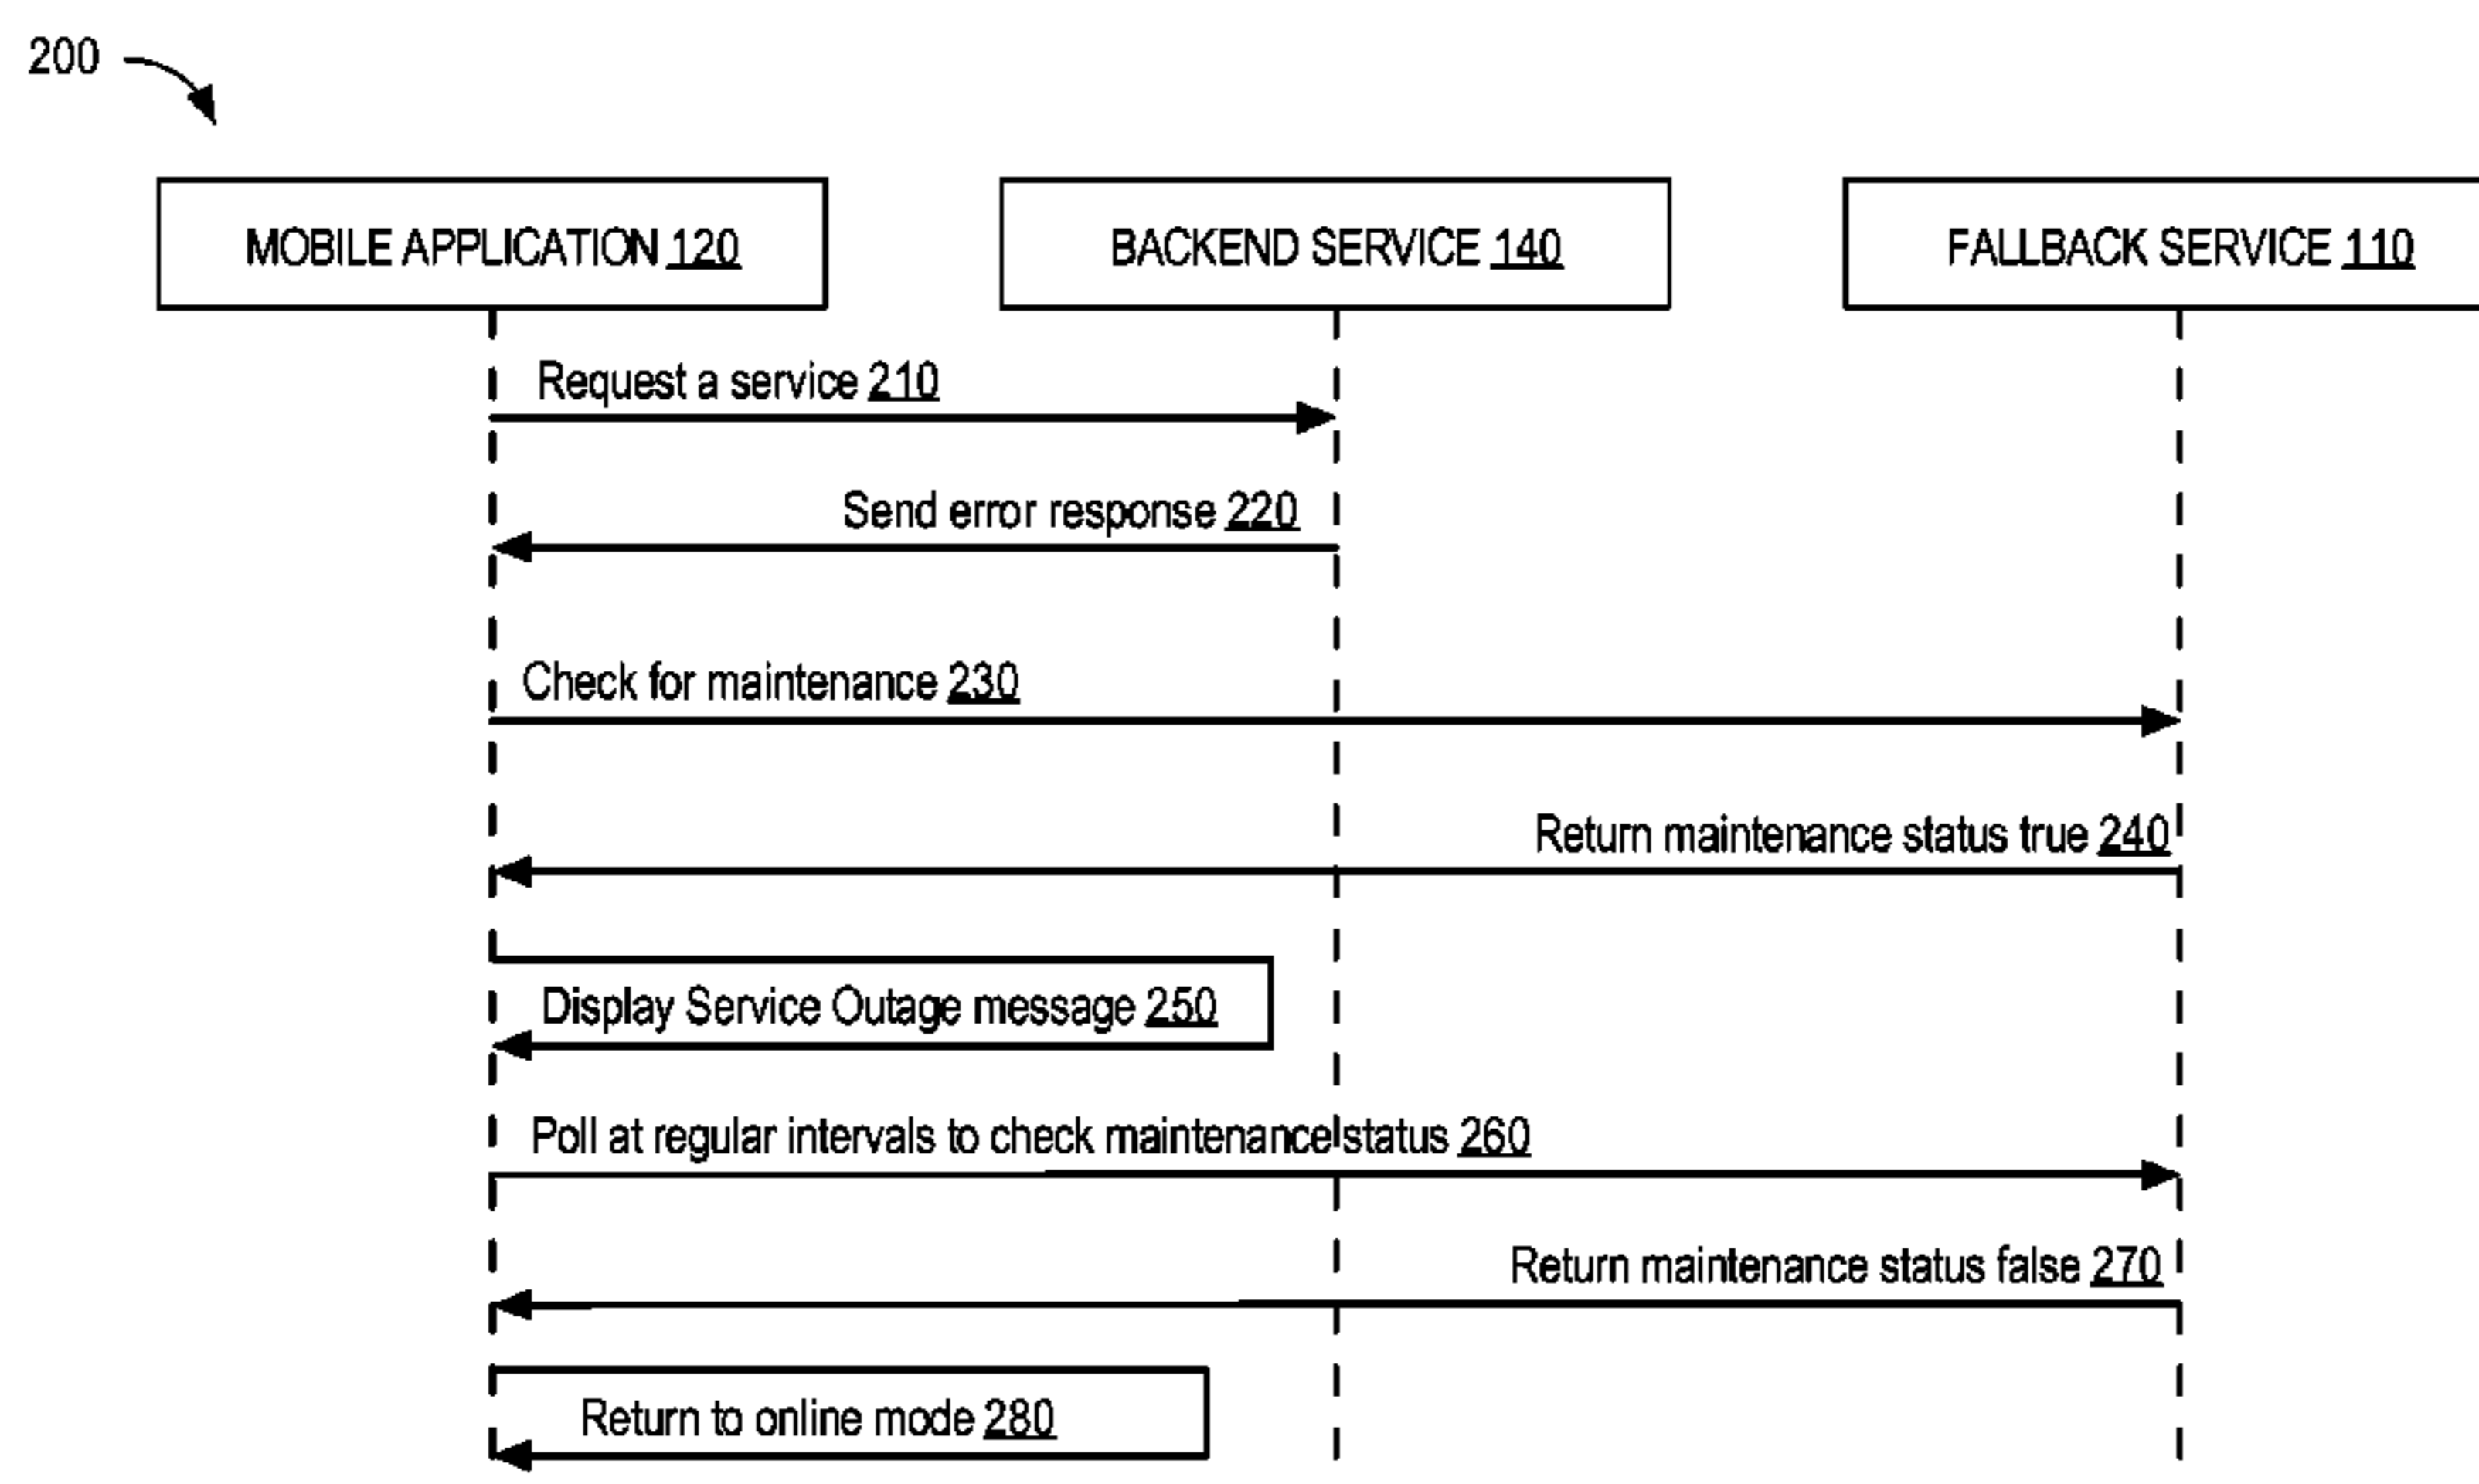 200
MOBILE APPLICATION 120
BACKEND SERVICE 140
FALLBACK SERVICE 110
Request a service 210
Send error response 220
Check for maintenance 230
Return maintenance status true 240
Display Service Outage message 250
Poll at regular intervals to check maintenance status 260
Return maintenance status false 270
Return to online mode 280